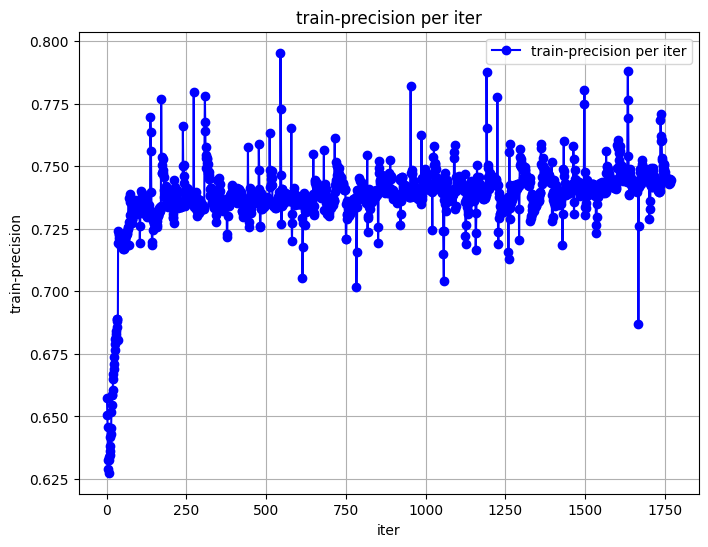 train-precision per iter
train-precision per iter
0.800
0.775
0.750
0.725
0.700
0.675
0.650
0.625
train-precision
0 250 500 750 1000 1250 1500 1750
iter